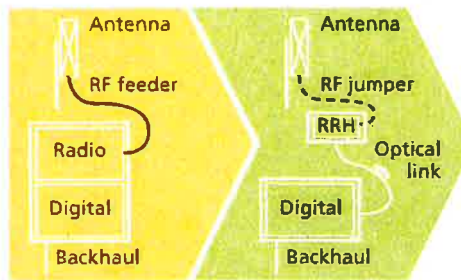 Antenna
RF feeder
Radio
Digital
Backhaul
Antenna
RF jumper
RRH
Optical
link
Digital
Backhaul